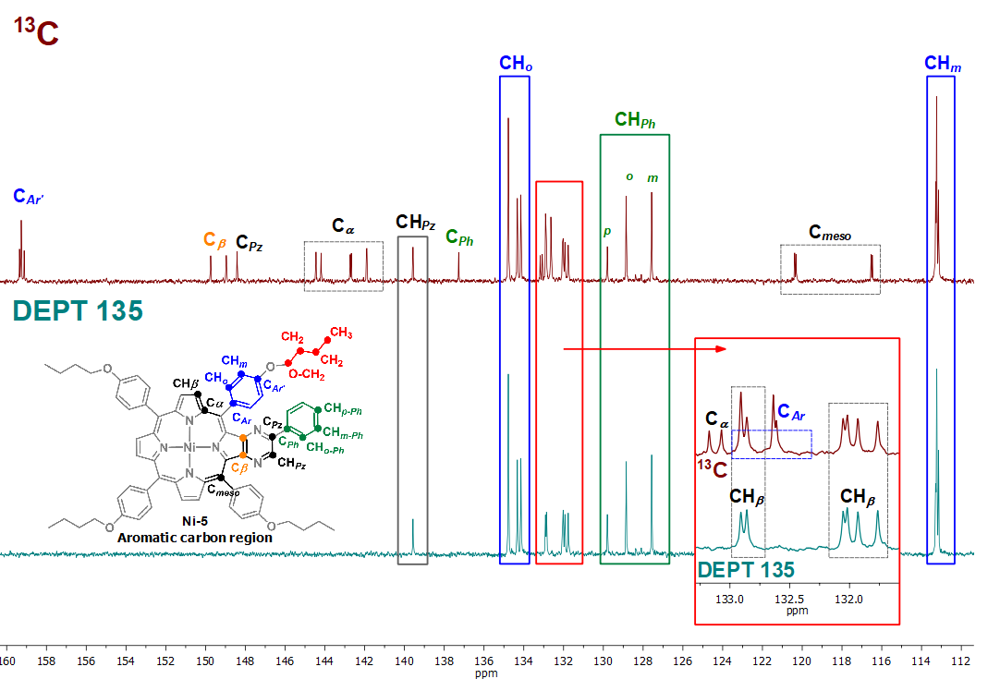 13C
CHo
CHm
CHPh
o
m
p
CAr'
Cβ
CPz
Cα
CHPz
CPh
Cmeso
DEPT 135
CH2
CH3
CH2
O-CH2
O
CHm
CHo
CAr'
CHβ
Cα
CAr
N
CPz
CHp-Ph
CHm-Ph
CHo-Ph
CPh
CHPz
N
Cβ
N
Ni
N
N
N
Cmeso
O
O
O
Ni-5
Aromatic carbon region
Cα
CAr
13C
CHβ
CHβ
DEPT 135
133.0 132.5 132.0
ppm
160 158 156 154 152 150 148 146 144 142 140 138 136 134 132 130 128 126 124 122 120 118 116 114 112
ppm